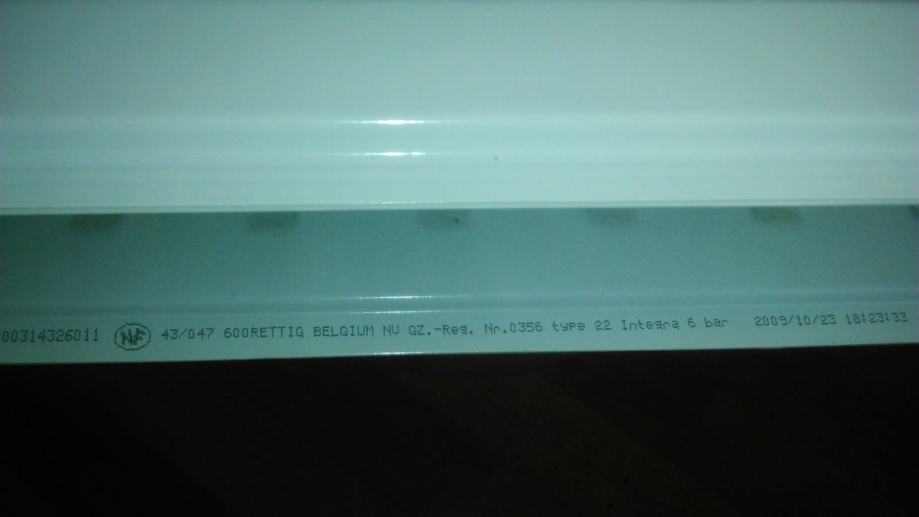 00314326011 NF 43/047 600RETTIG BELGIUM NV GZ.-Reg. Nr.0356 type 22 Integra 6 bar 2009/10/23 18:23:33